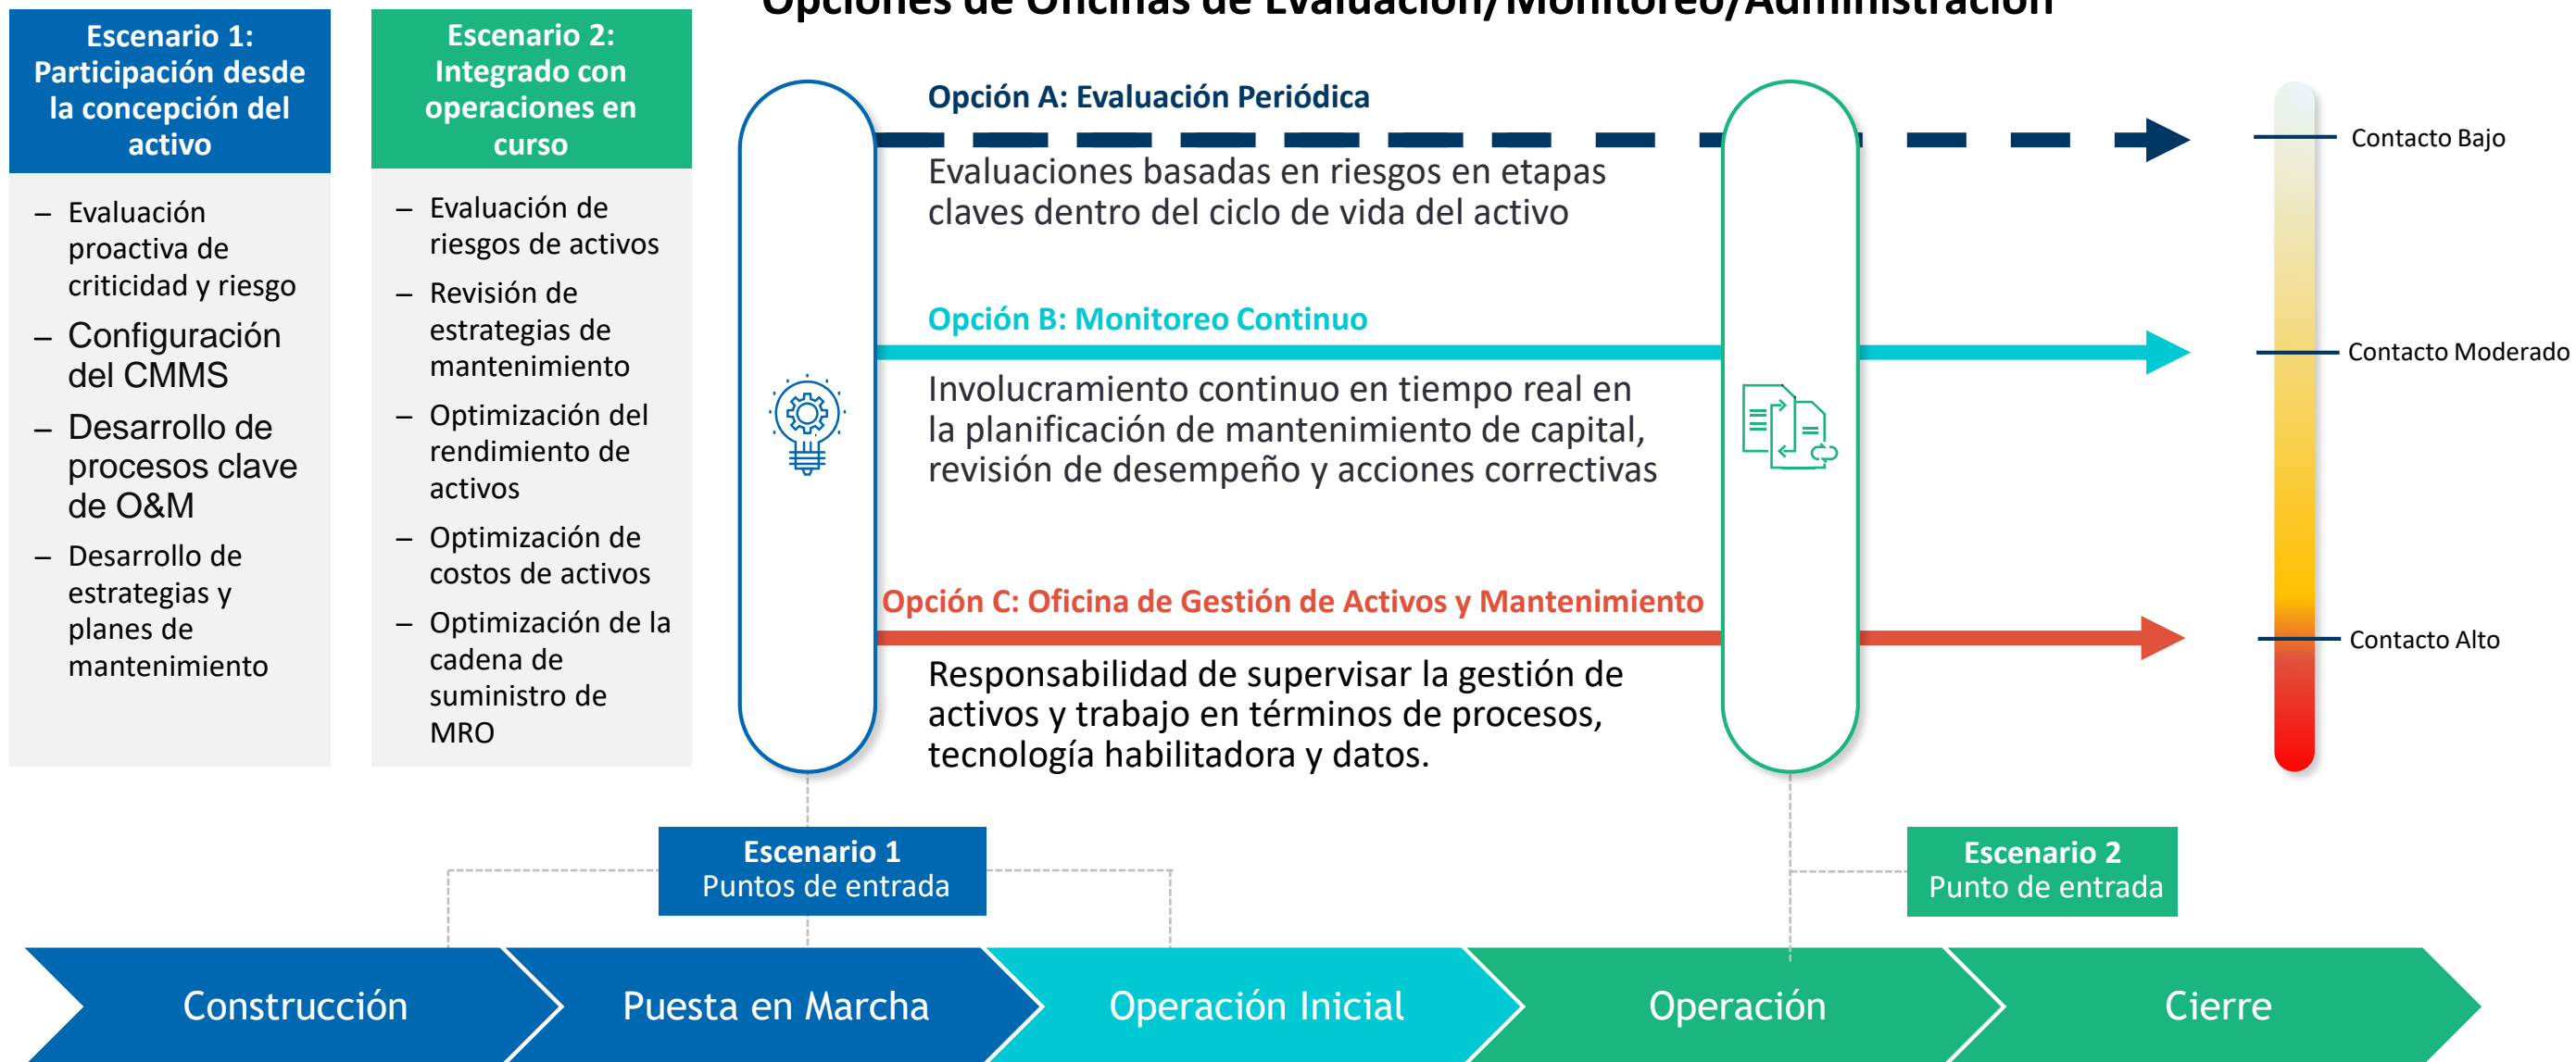 Opciones de Oficinas de Evaluación/Monitoreo/Administración
Escenario 1:
Participación desde
la concepción del
activo
– Evaluación
proactiva de
criticidad y riesgo
– Configuración
del CMMS
– Desarrollo de
procesos clave
de O&M
– Desarrollo de
estrategias y
planes de
mantenimiento
Escenario 2:
Integrado con
operaciones en
curso
– Evaluación de
riesgos de activos
– Revisión de
estrategias de
mantenimiento
– Optimización del
rendimiento de
activos
– Optimización de
costos de activos
– Optimización de la
cadena de
suministro de
MRO
Opción A: Evaluación Periódica
Evaluaciones basadas en riesgos en etapas
claves dentro del ciclo de vida del activo
Opción B: Monitoreo Continuo
Involucramiento continuo en tiempo real en
la planificación de mantenimiento de capital,
revisión de desempeño y acciones correctivas
Opción C: Oficina de Gestión de Activos y Mantenimiento
Responsabilidad de supervisar la gestión de
activos y trabajo en términos de procesos,
tecnología habilitadora y datos.
Contacto Bajo
Contacto Moderado
Contacto Alto
Escenario 1
Puntos de entrada
Escenario 2
Punto de entrada
Construcción
Puesta en Marcha
Operación Inicial
Operación
Cierre